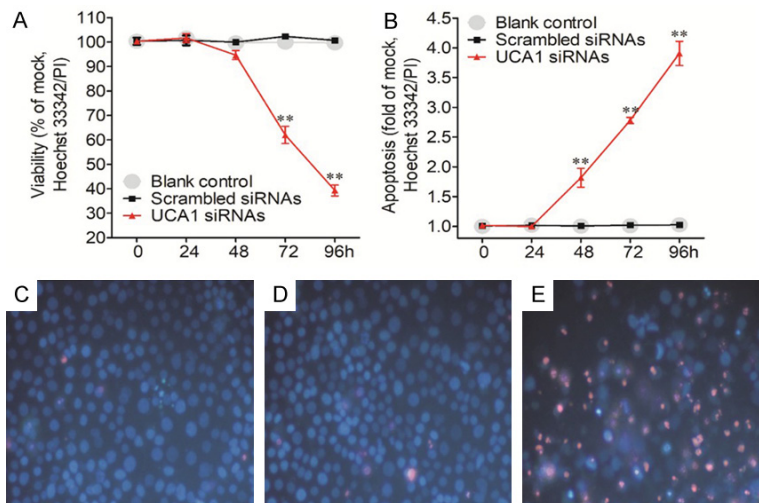 A
Viability (% of mock,
Hoechst 33342/PI)
110
100
90
80
70
60
50
40
30
20
**
**
Blank control
Scrambled siRNAs
UCA1 siRNAs
0 24 48 72 96h
B
Apoptosis (fold of mock,
Hoechst 33342/PI)
Blank control
Scrambled siRNAs
UCA1 siRNAs
4.5
4.0
3.5
3.0
2.5
2.0
1.5
1.0
**
**
**
0 24 48 72 96h
C
D
E